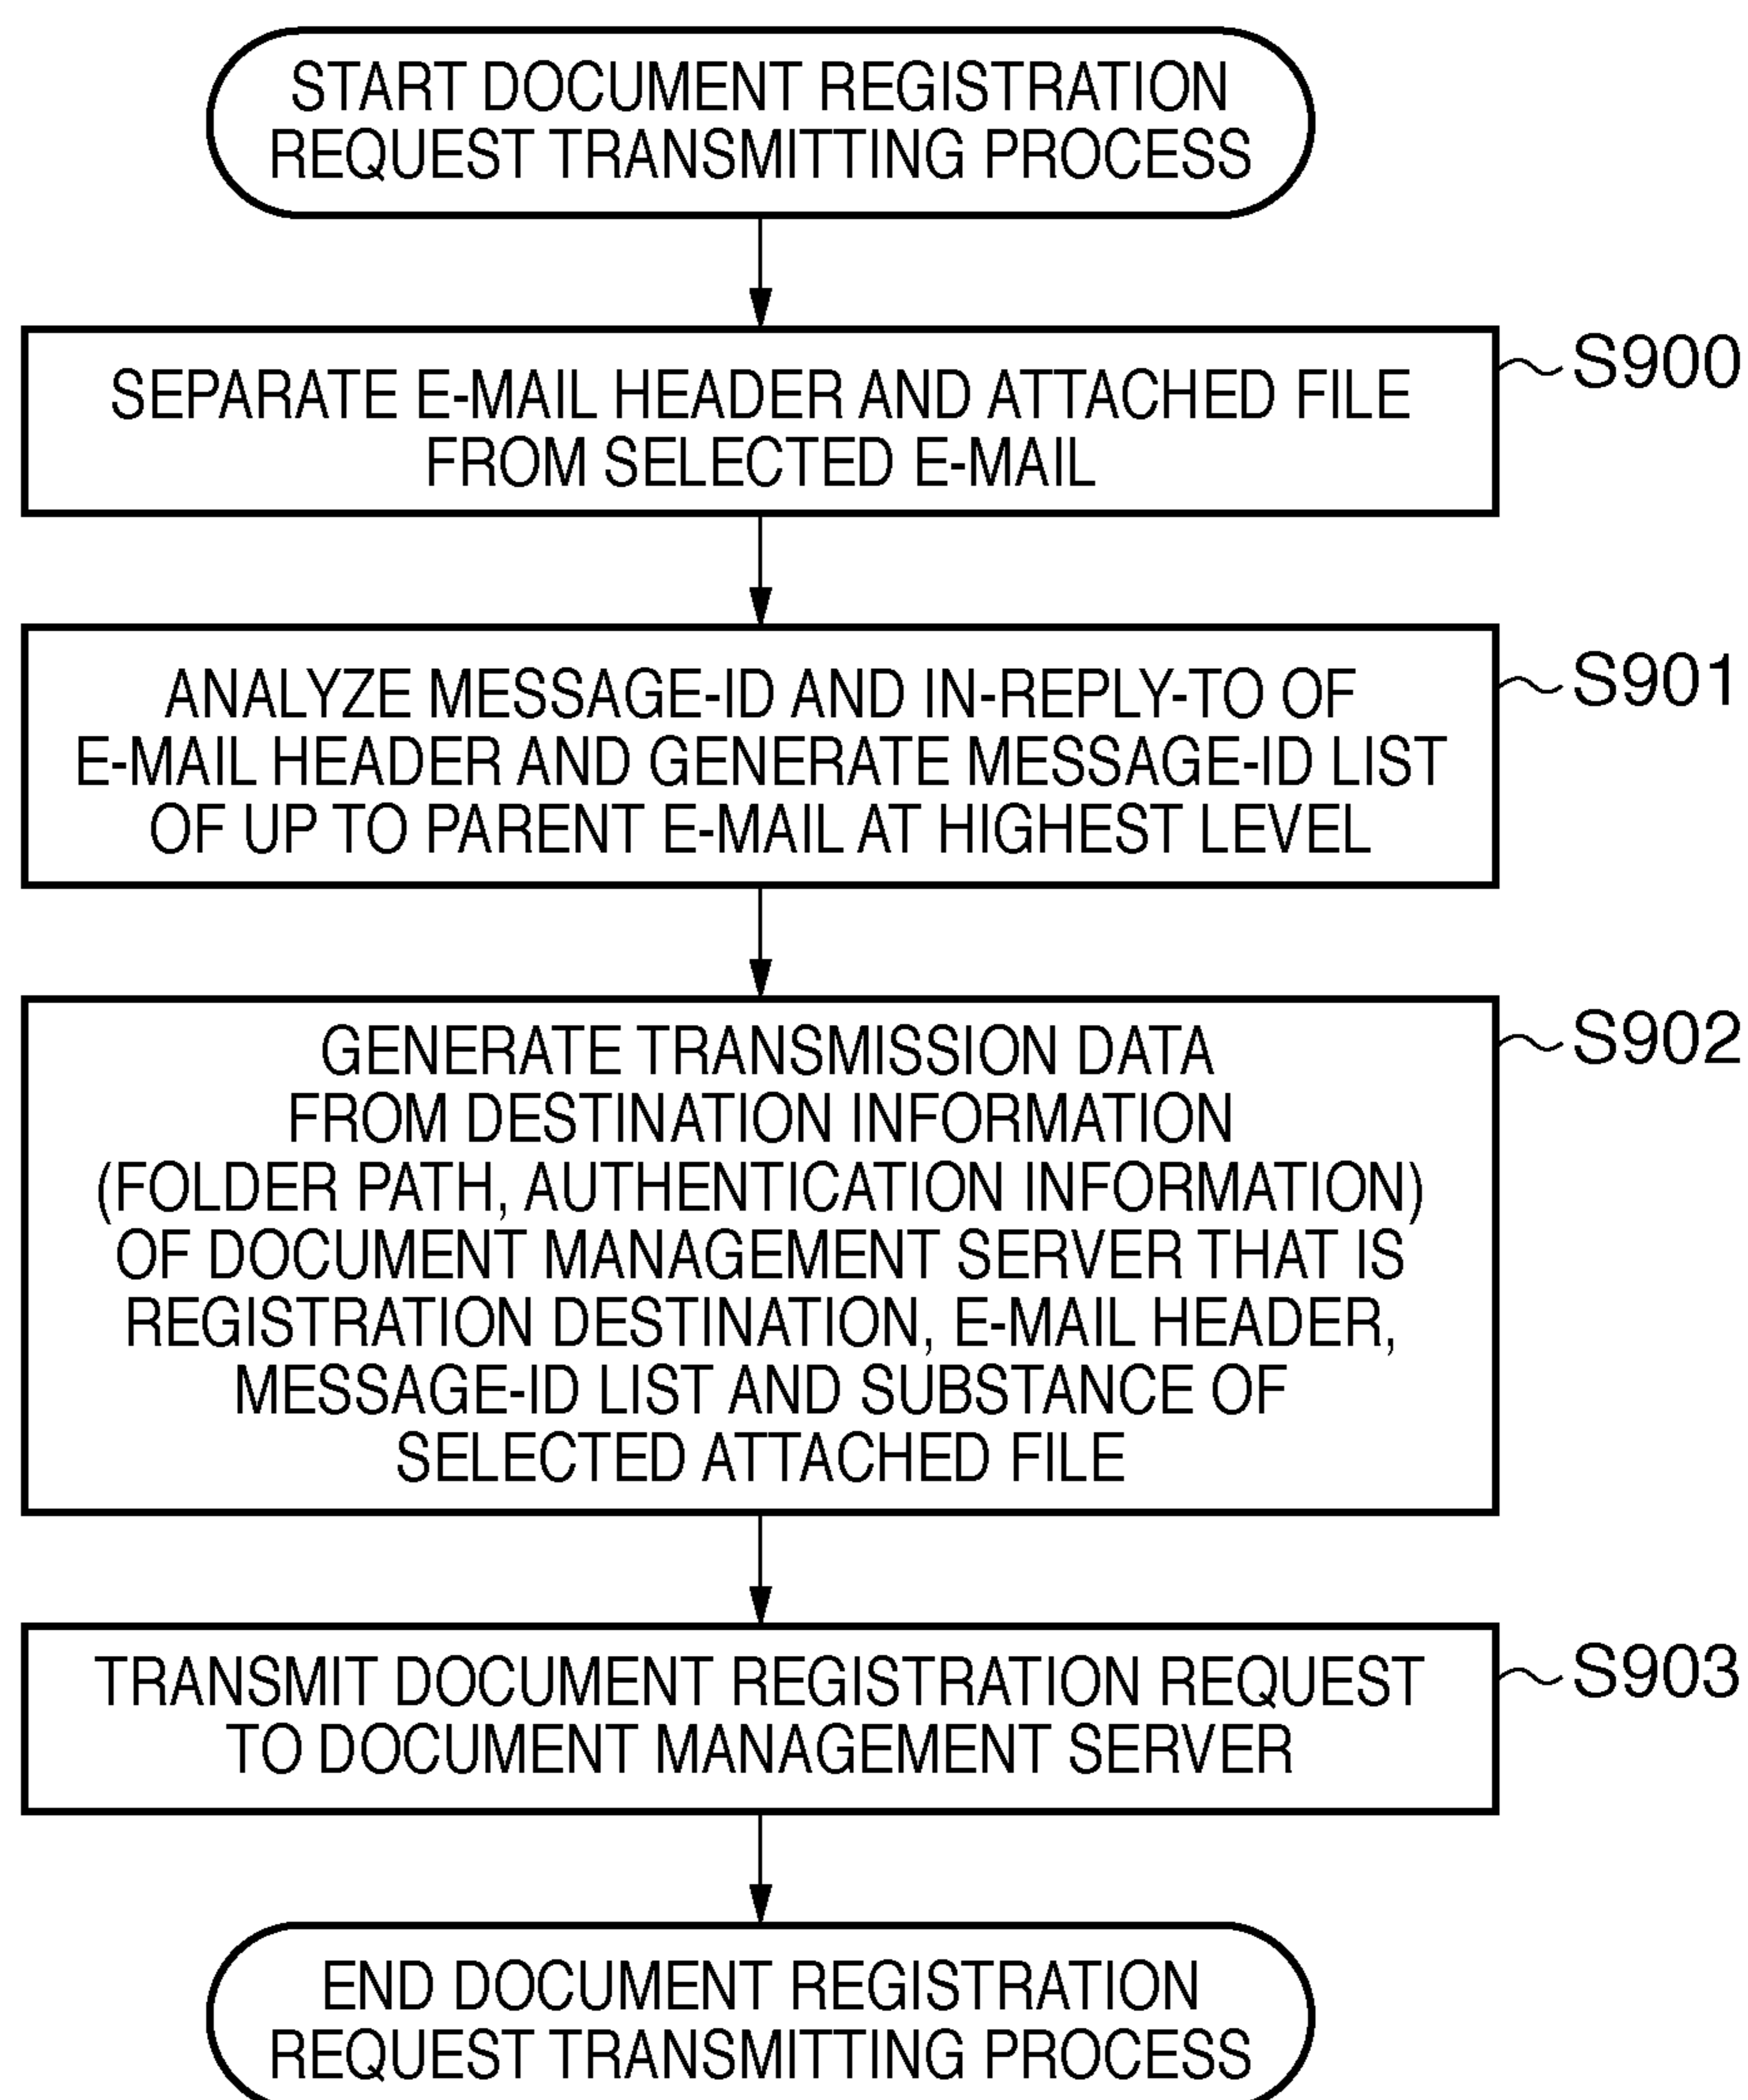 START DOCUMENT REGISTRATION
REQUEST TRANSMITTING PROCESS
SEPARATE E-MAIL HEADER AND ATTACHED FILE
FROM SELECTED E-MAIL
S900
ANALYZE MESSAGE-ID AND IN-REPLY-TO OF
E-MAIL HEADER AND GENERATE MESSAGE-ID LIST
OF UP TO PARENT E-MAIL AT HIGHEST LEVEL
S901
GENERATE TRANSMISSION DATA
FROM DESTINATION INFORMATION
(FOLDER PATH, AUTHENTICATION INFORMATION)
OF DOCUMENT MANAGEMENT SERVER THAT IS
REGISTRATION DESTINATION, E-MAIL HEADER,
MESSAGE-ID LIST AND SUBSTANCE OF
SELECTED ATTACHED FILE
S902
TRANSMIT DOCUMENT REGISTRATION REQUEST
TO DOCUMENT MANAGEMENT SERVER
S903
END DOCUMENT REGISTRATION
REQUEST TRANSMITTING PROCESS